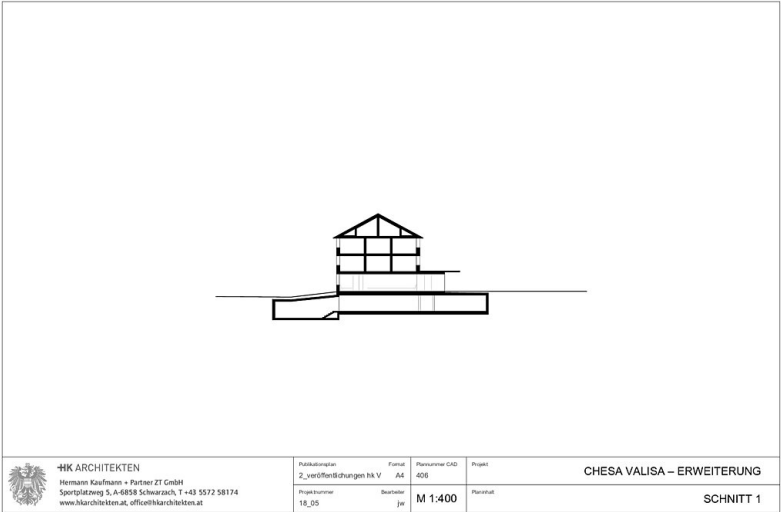 HK ARCHITEKTEN
Hermann Kaufmann + Partner ZT GmbH
Sportplatzweg 5, A-6858 Schwarzach, T +43 5572 58174
www.hkarchitekten.at, office@hkarchitekten.at
Publikationsplan Format
2_veröffentlichungen hk V A4
Projektnummer Bearbeiter
18_05 jw
Plannummer CAD
406
M 1:400
Projekt
CHESA VALISA – ERWEITERUNG
Planinhalt
SCHNITT 1